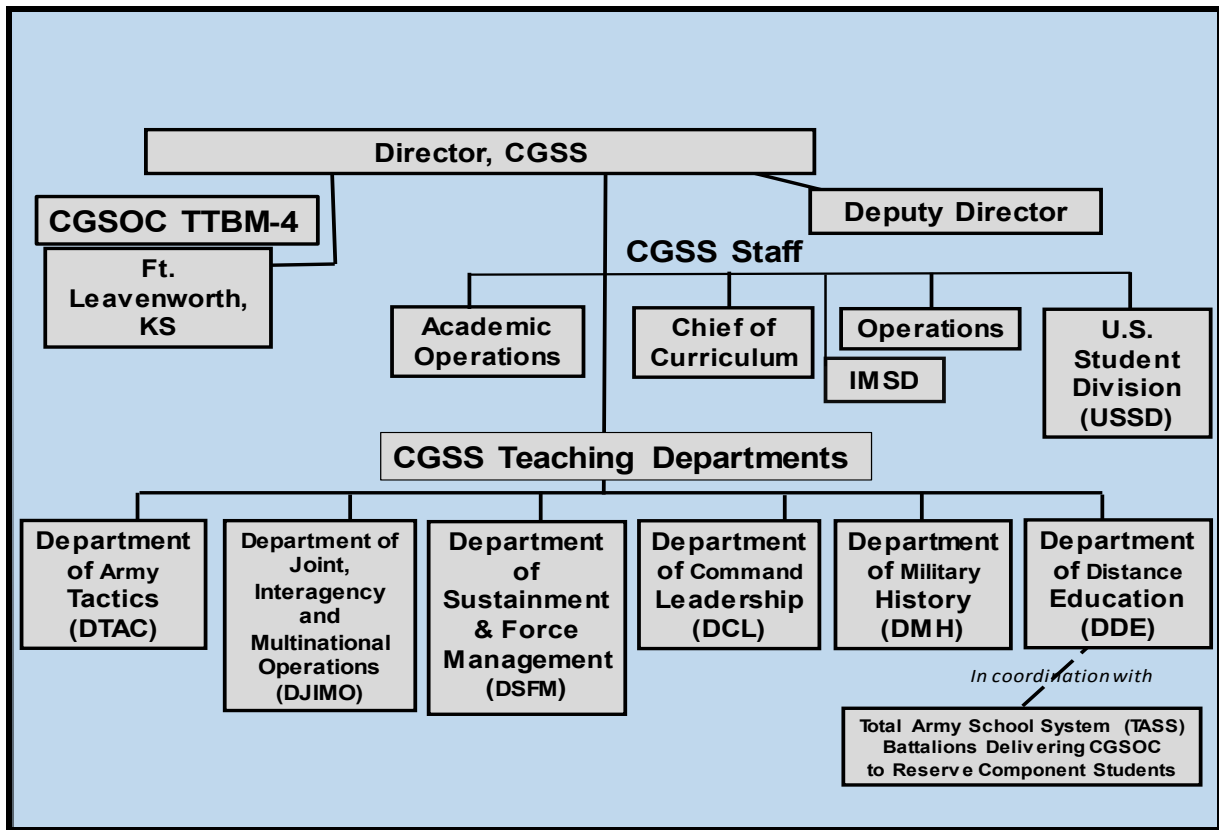 Director, CGSS
CGSOC TTBM-4
Ft.
Leavenworth,
KS
Deputy Director
CGSS Staff
Academic
Operations
Chief of
Curriculum
Operations
IMSD
U.S.
Student
Division
(USSD)
CGSS Teaching Departments
Department
of Army
Tactics
(DTAC)
Department of
Joint,
Interagency
and
Multinational
Operations
(DJIMO)
Department
of
Sustainment
& Force
Management
(DSFM)
Department
of Command
Leadership
(DCL)
Department
of Military
History
(DMH)
Department
of Distance
Education
(DDE)
In coordination with
Total Army School System (TASS)
Battalions Delivering CGSOC
to Reserve Component Students